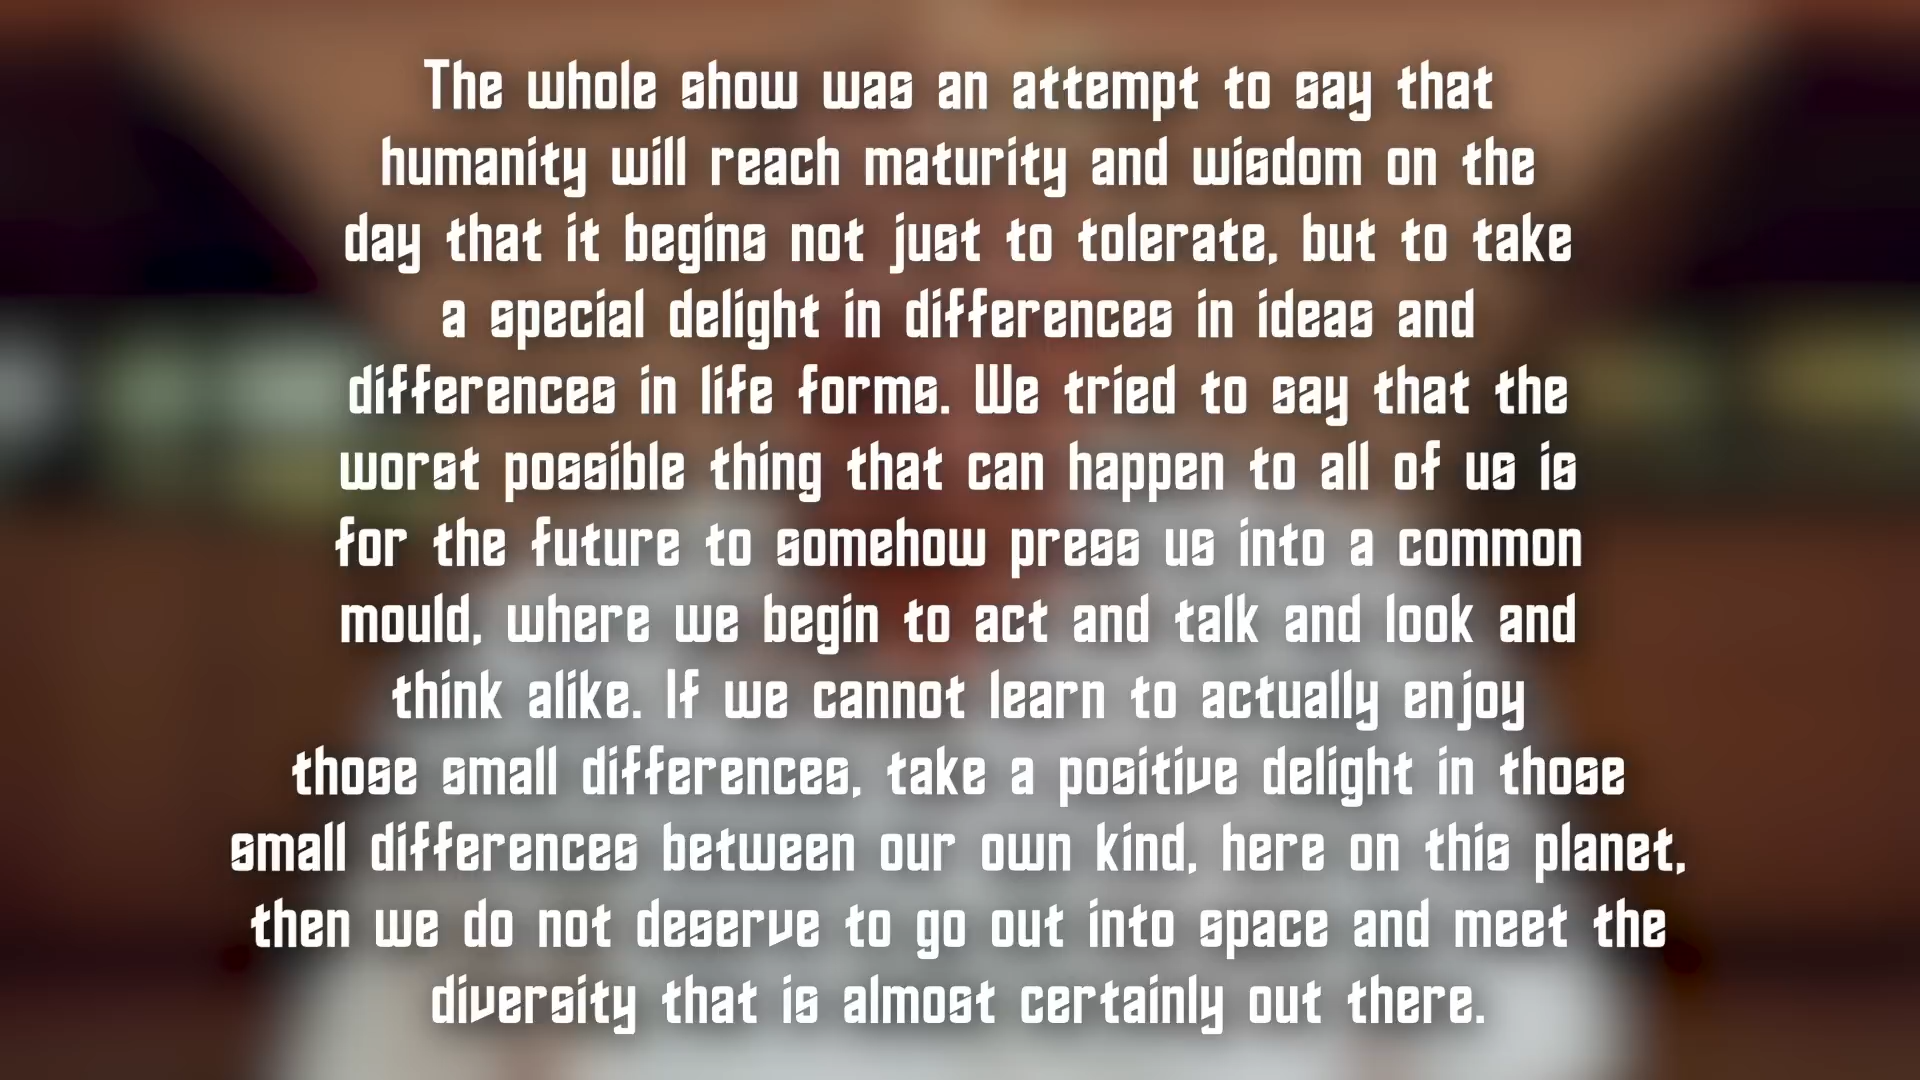 The whole show was an attempt to say that
humanity will reach maturity and wisdom on the
day that it begins not just to tolerate, but to take
a special delight in differences in ideas and
differences in life forms. We tried to say that the
worst possible thing that can happen to all of us is
for the future to somehow press us into a common
mould, where we begin to act and talk and look and
think alike. If we cannot learn to actually enjoy
those small differences, take a positive delight in those
small differences between our own kind, here on this planet,
then we do not deserve to go out into space and meet the
diversity that is almost certainly out there.